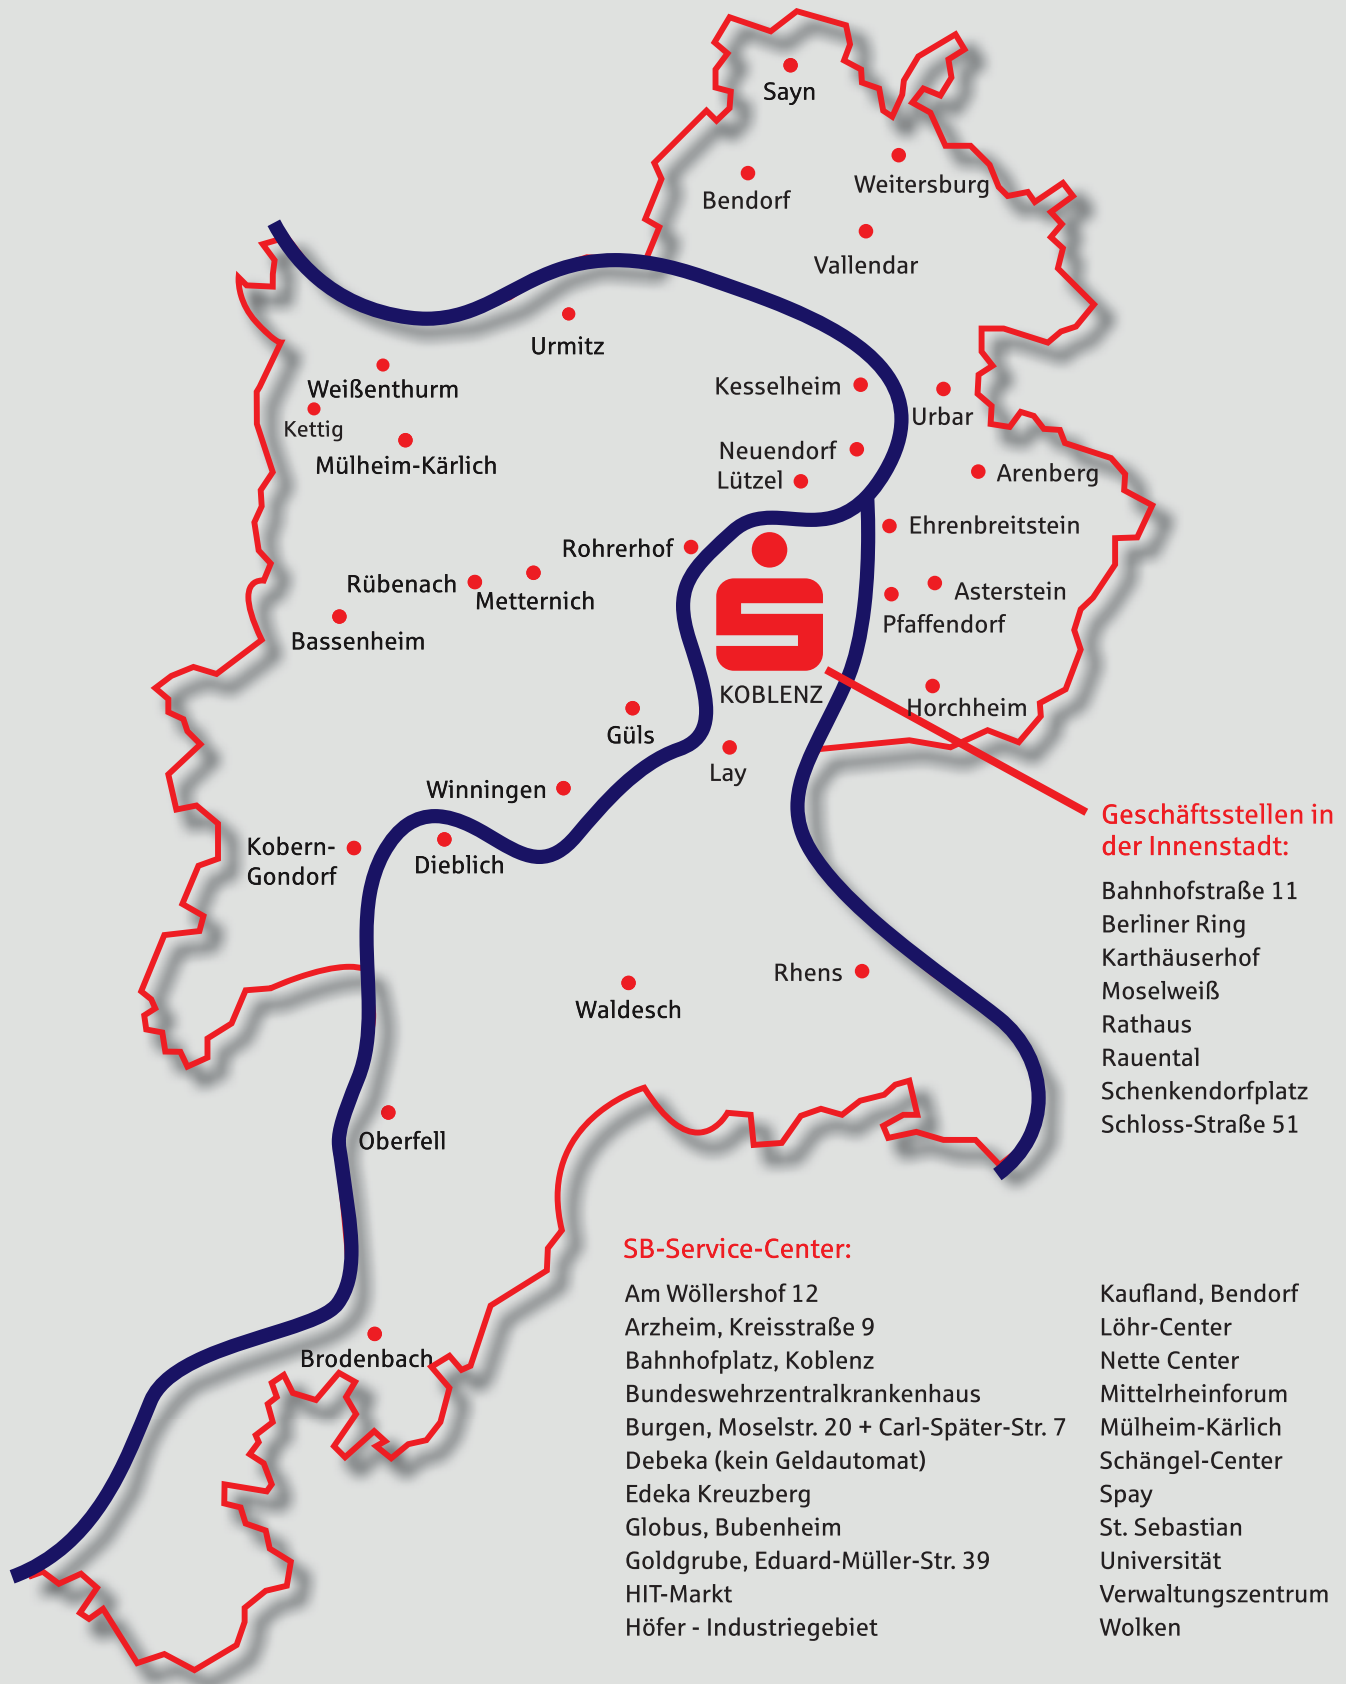 Sayn
Weitersburg
Bendorf
Vallendar
Urmitz
Weißenthurm
Kesselheim
Urbar
Kettig
Mülheim-Kärlich
Neuendorf
Lützel
Arenberg
Ehrenbreitstein
Rohrerhof
Rübenach
Metternich
Asterstein
Pfaffendorf
Bassenheim
KOBLENZ
Horchheim
Güls
Lay
Winningen
Kobern-
Gondorf
Dieblich
Rhens
Waldesch
Oberfell
Brodenbach
Geschäftsstellen in
der Innenstadt:
Bahnhofstraße 11
Berliner Ring
Karthäuserhof
Moselweiß
Rathaus
Rauental
Schenkendorfplatz
Schloss-Straße 51
SB-Service-Center:
Am Wöllershof 12
Arzheim, Kreisstraße 9
Bahnhofplatz, Koblenz
Bundeswehrzentralkrankenhaus
Burgen, Moselstr. 20 + Carl-Später-Str. 7
Debeka (kein Geldautomat)
Edeka Kreuzberg
Globus, Bubenheim
Goldgrube, Eduard-Müller-Str. 39
HIT-Markt
Höfer - Industriegebiet
Kaufland, Bendorf
Löhr-Center
Nette Center
Mittelrheinforum
Mülheim-Kärlich
Schängel-Center
Spay
St. Sebastian
Universität
Verwaltungszentrum
Wolken